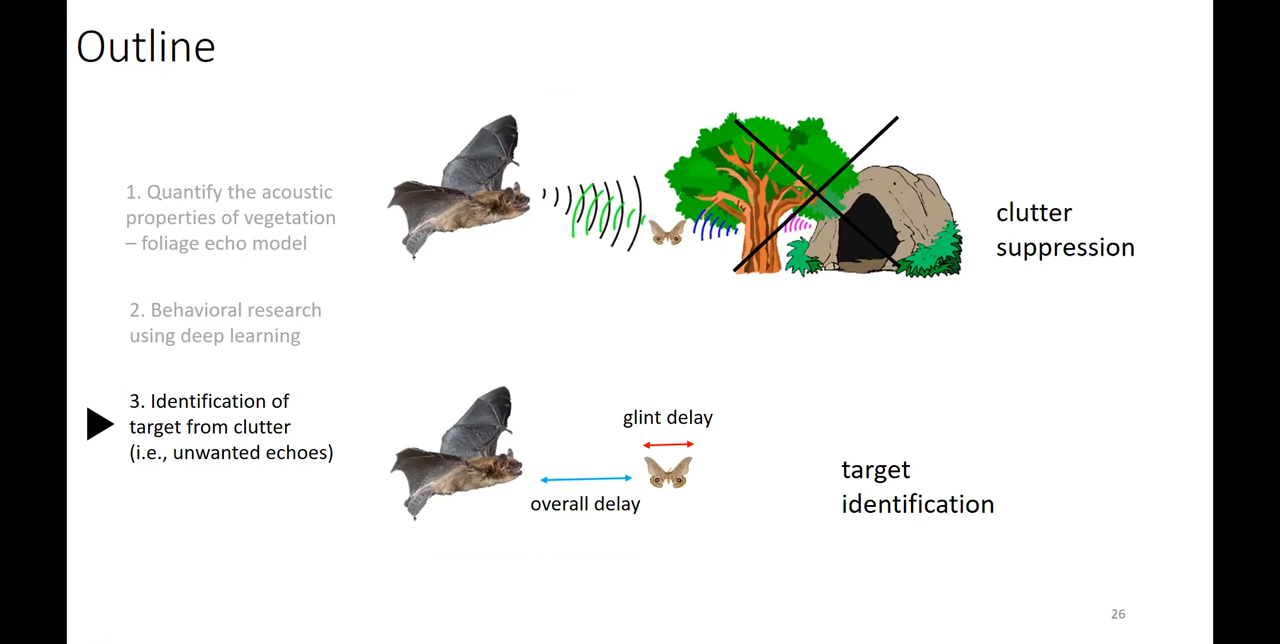 Outline
1. Quantify the acoustic
properties of vegetation
– foliage echo model
2. Behavioral research
using deep learning
3. Identification of
target from clutter
(i.e., unwanted echoes)
clutter
suppression
glint delay
overall delay
target
identification
26